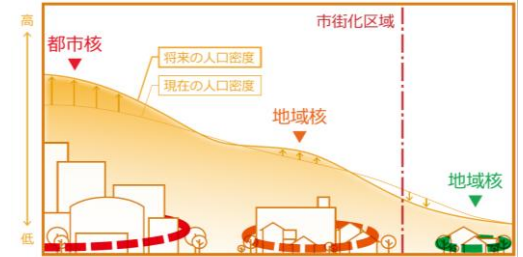 高
市街化区域
都市核
将来の人口密度
現在の人口密度
地域核
地域核
低